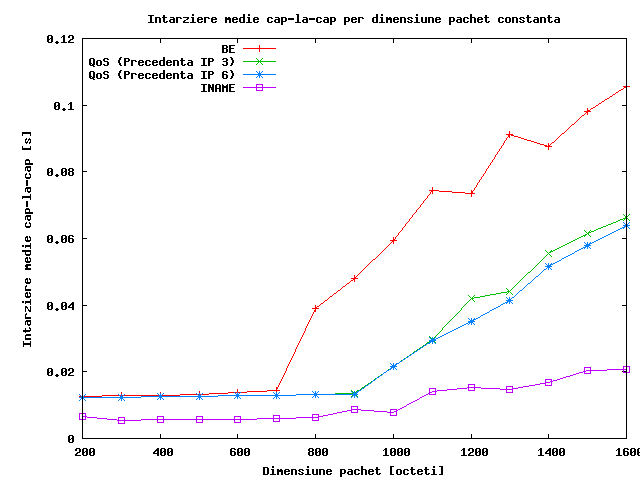 Intarziere medie cap-la-cap per dimensiune pachet constanta
Intarziere medie cap-la-cap [s]
0.12
0.1
0.08
0.06
0.04
0.02
0
BE
QoS (Precedenta IP 3)
QoS (Precedenta IP 6)
INAME
200 400 600 800 1000 1200 1400 1600
Dimensiune pachet [octeti]